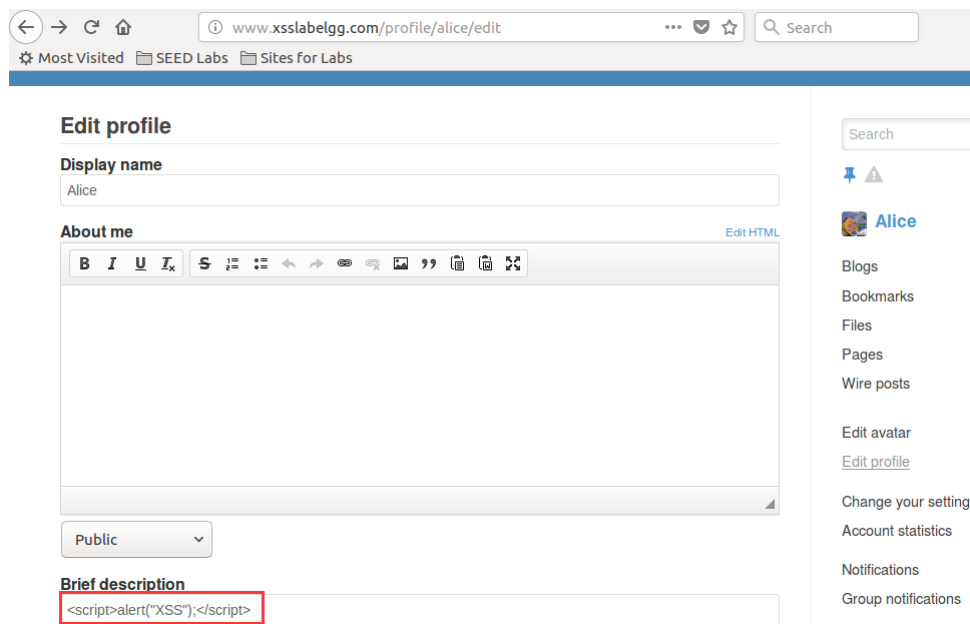 www.xsslabelgg.com/profile/alice/edit
Search
Most Visited SEED Labs Sites for Labs
Edit profile
Display name
Alice
About me
Edit HTML
B I U Ix S
Public
Brief description
<script>alert("XSS");</script>
Search
Alice
Blogs
Bookmarks
Files
Pages
Wire posts
Edit avatar
Edit profile
Change your setting
Account statistics
Notifications
Group notifications